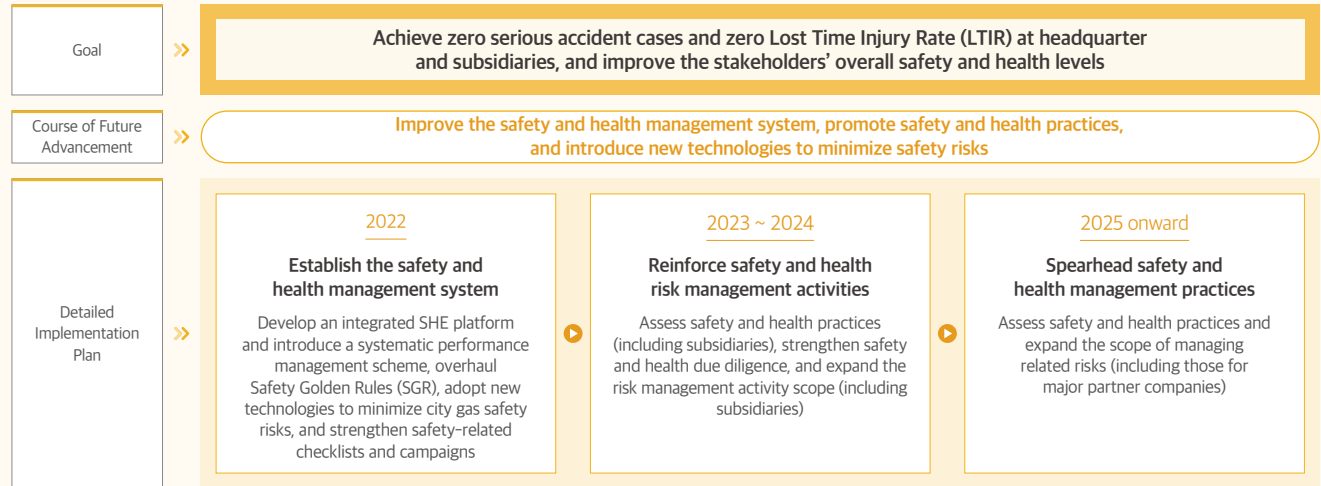 Goal
Achieve zero serious accident cases and zero Lost Time Injury Rate (LTIR) at headquarter
and subsidiaries, and improve the stakeholders' overall safety and health levels
Course of Future
Advancement
Improve the safety and health management system, promote safety and health practices,
and introduce new technologies to minimize safety risks
Detailed
Implementation
Plan
2022
Establish the safety and
health management system
Develop an integrated SHE platform
and introduce a systematic performance
management scheme, overhaul
Safety Golden Rules (SGR), adopt new
technologies to minimize city gas safety
risks, and strengthen safety-related
checklists and campaigns
2023 ~ 2024
Reinforce safety and health
risk management activities
Assess safety and health practices
(including subsidiaries), strengthen safety
and health due diligence, and expand the
risk management activity scope (including
subsidiaries)
2025 onward
Spearhead safety and
health management practices
Assess safety and health practices and
expand the scope of managing
related risks (including those for
major partner companies)